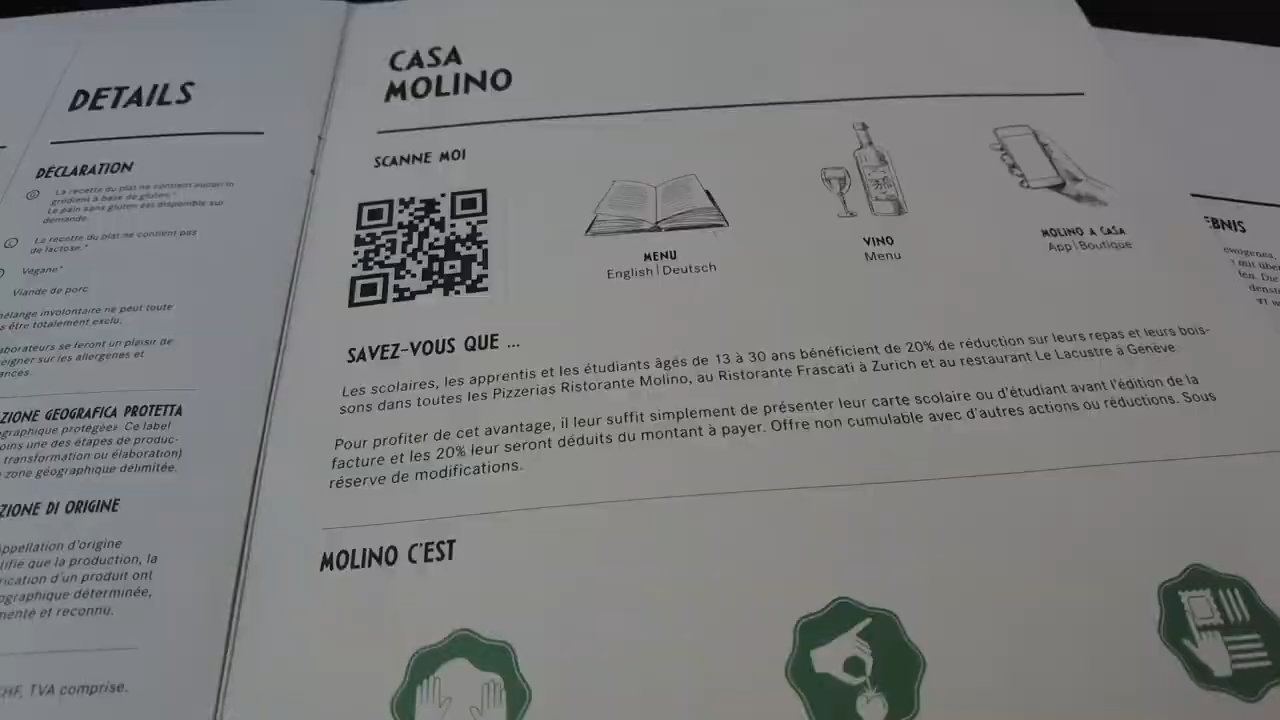 DETAILS
DÉCLARATION
La recette du plat ne contient aucun in-
grédient à base de gluten.*
Le pain sans gluten est disponible sur
demande.
La recette du plat ne contient pas
de lactose.*
Végane*
Viande de porc
mélange involontaire ne peut toute
être totalement exclu.
aborateurs se feront un plaisir de
eigner sur les allergenes et
ances.
ZIONE GEOGRAFICA PROTETTA
graphique protégée». Ce label
oins une des étapes de produc-
transformation ou élaboration)
zone géographique délimitée.
ZIONE DI ORIGINE
ppellation d'origine
ifie que la production, la
rication d'un produit ont
ographique déterminée,
menté et reconnu.
CHF, TVA comprise.
CASA
MOLINO
SCANNE MOI
MENU
English | Deutsch
VINO
Menu
MOLINO A CASA
App | Boutique
SAVEZ-VOUS QUE ...
Les scolaires, les apprentis et les étudiants âgés de 13 à 30 ans bénéficient de 20% de réduction sur leurs repas et leurs bois-
sons dans toutes les Pizzerias Ristorante Molino, au Ristorante Frascati à Zurich et au restaurant Le Lacustre à Genève.
Pour profiter de cet avantage, il leur suffit simplement de présenter leur carte scolaire ou d'étudiant avant l'édition de la
facture et les 20% leur seront déduits du montant à payer. Offre non cumulable avec d'autres actions ou réductions. Sous
réserve de modifications.
MOLINO C'EST
EBNIS
ewogenes,
mit über
ten. Die